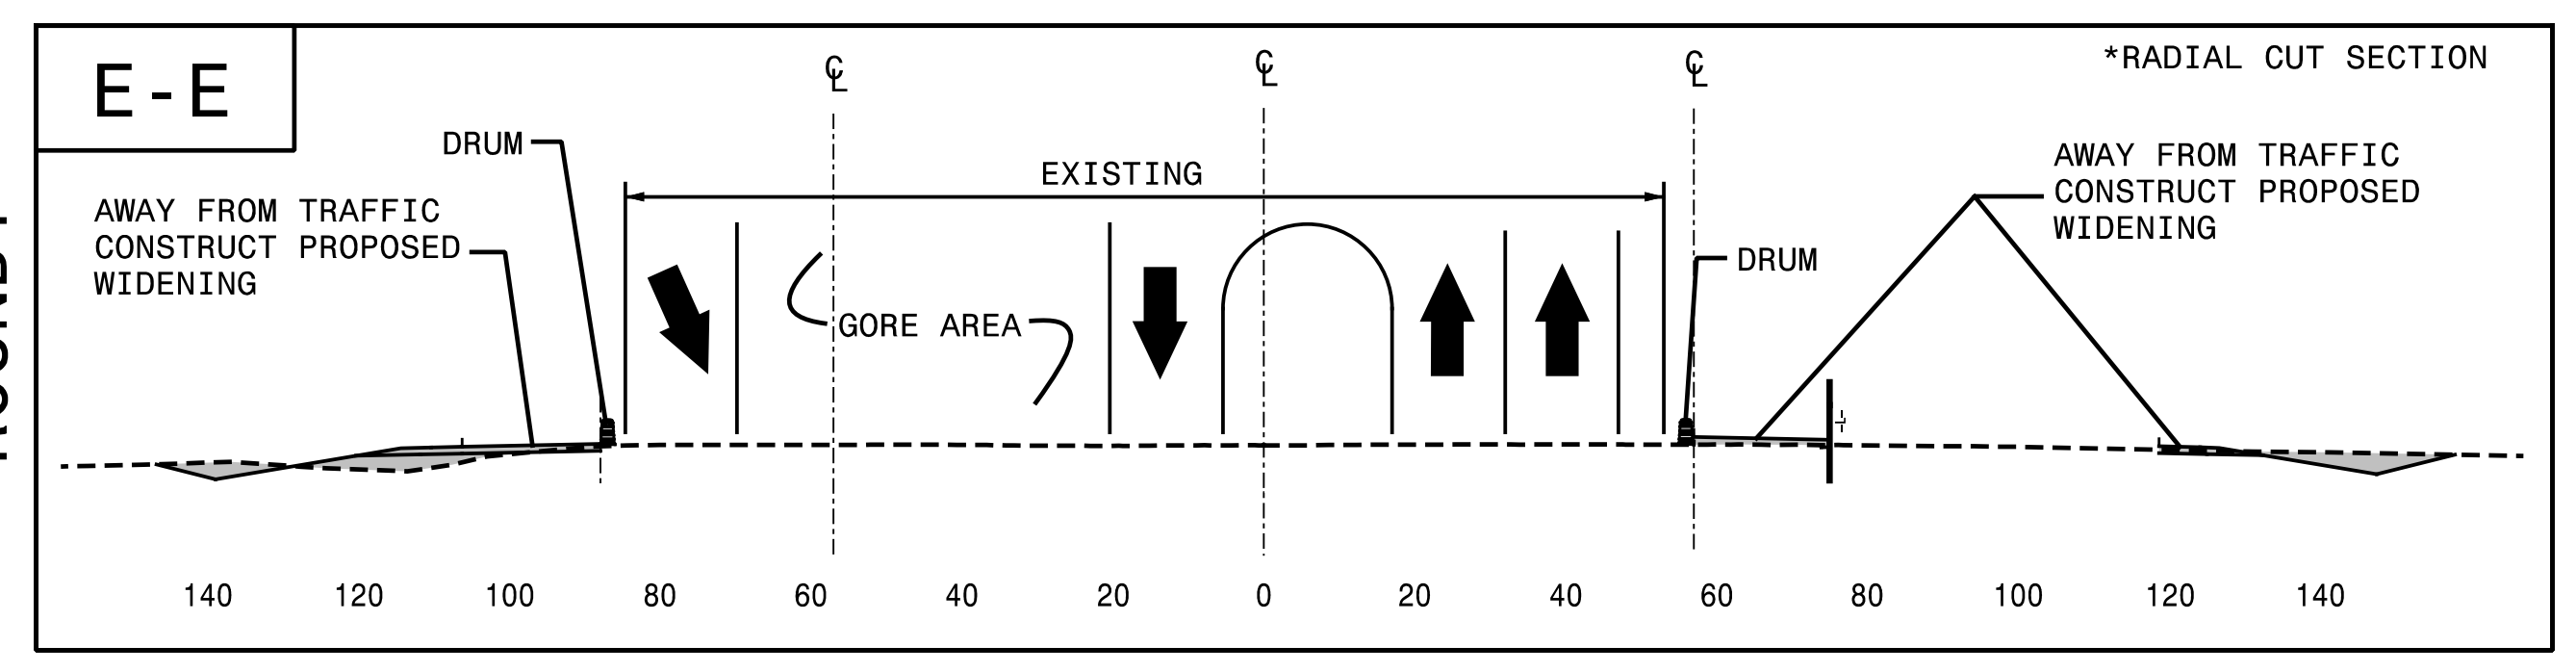 E-E
*RADIAL CUT SECTION
DRUM
EXISTING
AWAY FROM TRAFFIC
CONSTRUCT PROPOSED
WIDENING
AWAY FROM TRAFFIC
CONSTRUCT PROPOSED
WIDENING
DRUM
GORE AREA
140 120 100 80 60 40 20 0 20 40 60 80 100 120 140